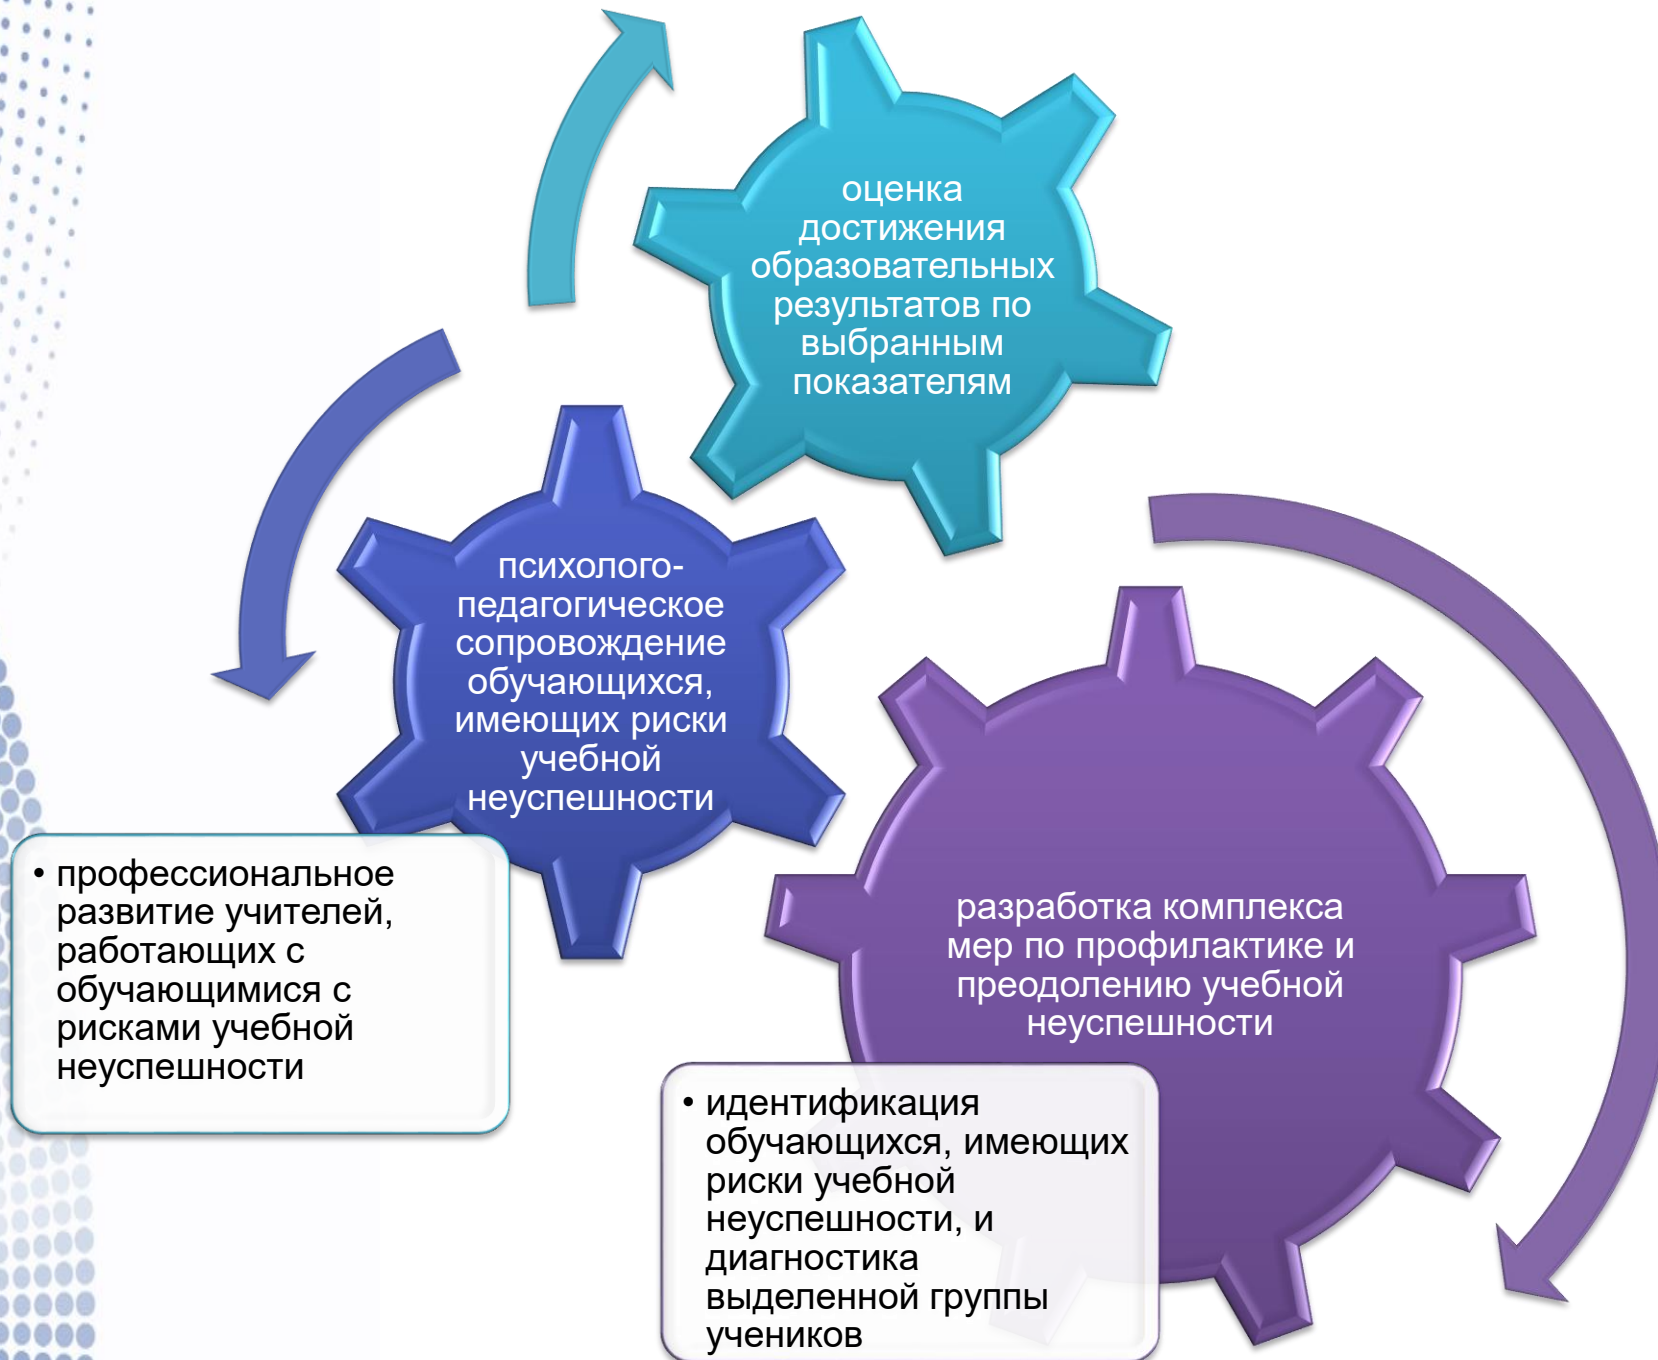 оценка
достижения
образовательных
результатов по
выбранным
показателям
психолого-
педагогическое
сопровождение
обучающихся,
имеющих риски
учебной
неуспешности
• профессиональное
развитие учителей,
работающих с
обучающимися с
рисками учебной
неуспешности
разработка комплекса
мер по профилактике и
преодолению учебной
неуспешности
• идентификация
обучающихся, имеющих
риски учебной
неуспешности, и
диагностика
выделенной группы
учеников